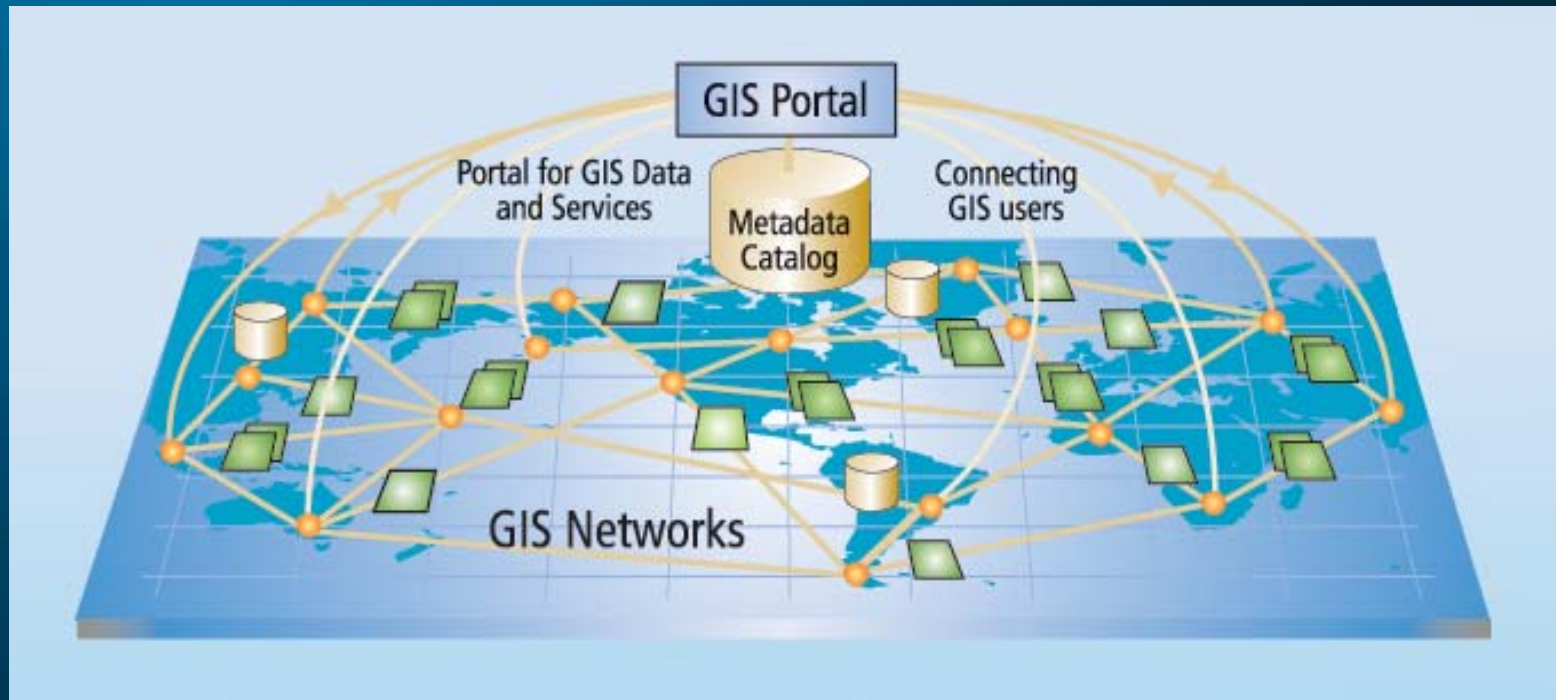 GIS Portal
Portal for GIS Data
and Services
Metadata
Catalog
Connecting
GIS users
GIS Networks